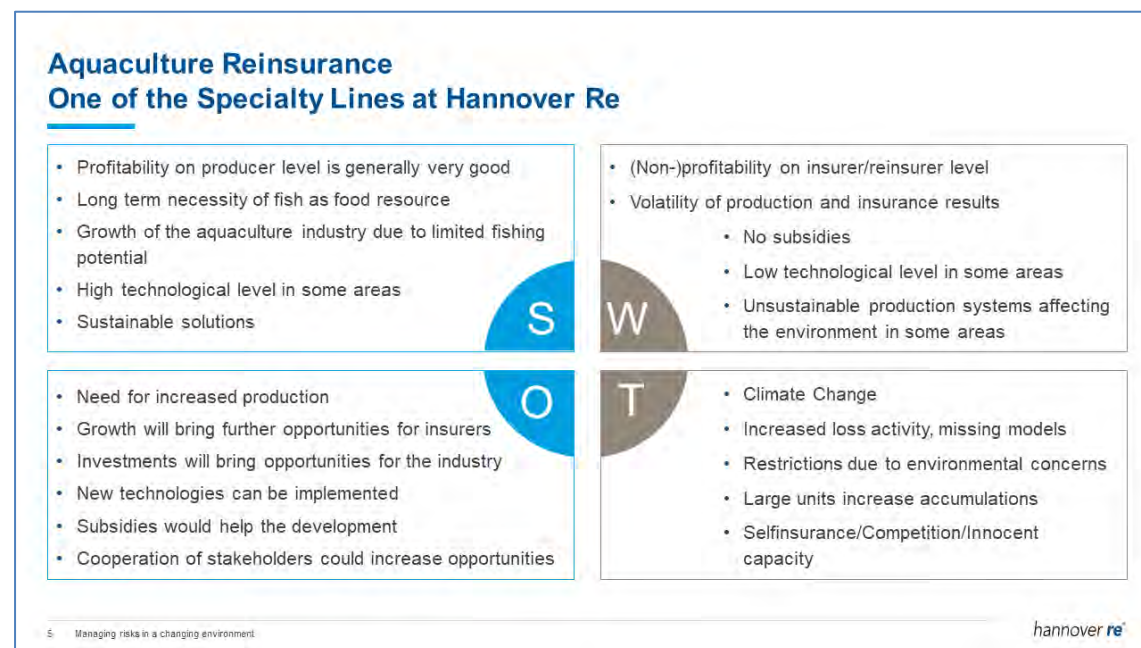 Aquaculture Reinsurance
One of the Specialty Lines at Hannover Re
• Profitability on producer level is generally very good
• Long term necessity of fish as food resource
• Growth of the aquaculture industry due to limited fishing
potential
• High technological level in some areas
• Sustainable solutions
S
• (Non-)profitability on insurer/reinsurer level
• Volatility of production and insurance results
• No subsidies
• Low technological level in some areas
• Unsustainable production systems affecting
the environment in some areas
W
• Need for increased production
• Growth will bring further opportunities for insurers
• Investments will bring opportunities for the industry
• New technologies can be implemented
• Subsidies would help the development
• Cooperation of stakeholders could increase opportunities
O
T
• Climate Change
• Increased loss activity, missing models
• Restrictions due to environmental concerns
• Large units increase accumulations
• Selfinsurance/Competition/Innocent
capacity
5 Managing risks in a changing environment
hannover re